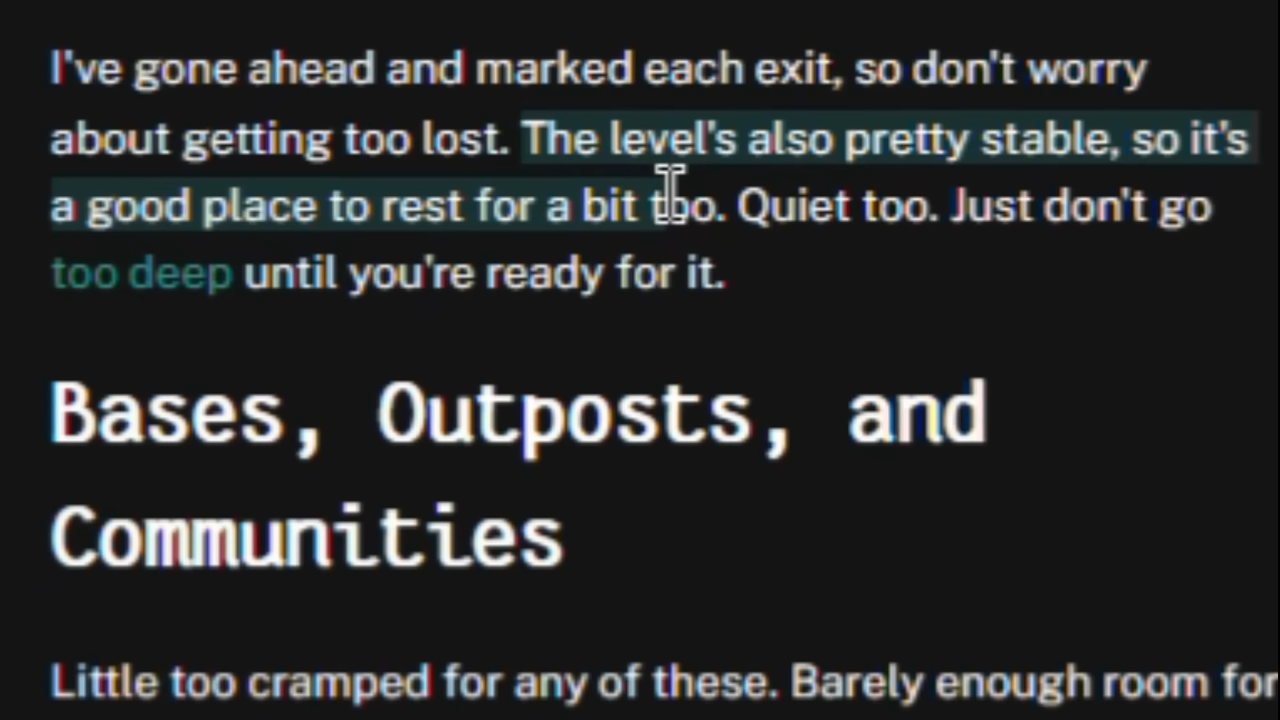 I've gone ahead and marked each exit, so don't worry
about getting too lost. The level's also pretty stable, so it's
a good place to rest for a bit too. Quiet too. Just don't go
too deep until you're ready for it.
Bases, Outposts, and
Communities
Little too cramped for any of these. Barely enough room for